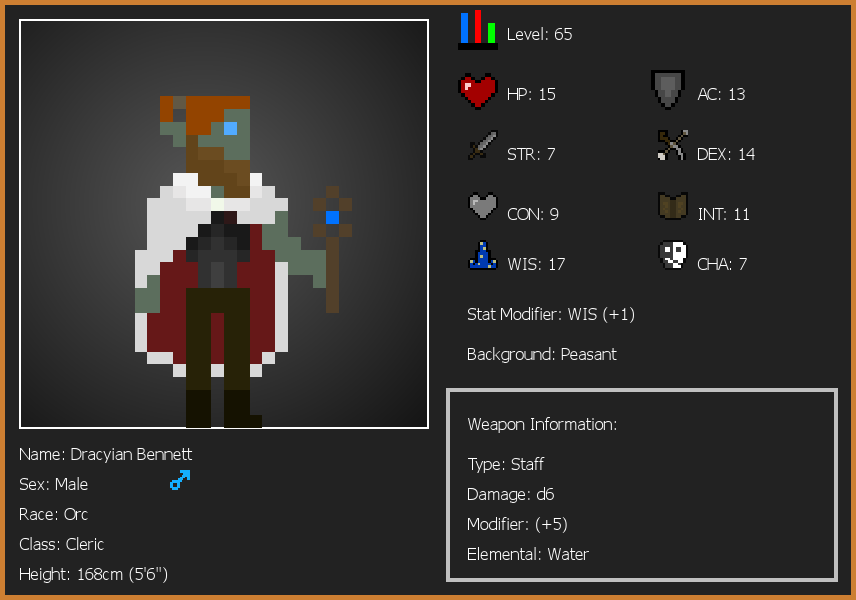 Level: 65
HP: 15
AC: 13
STR: 7
DEX: 14
CON: 9
INT: 11
WIS: 17
CHA: 7
Stat Modifier: WIS (+1)
Background: Peasant
Weapon Information:
Type: Staff
Damage: d6
Modifier: (+5)
Elemental: Water
Name: Dracyian Bennett
Sex: Male
Race: Orc
Class: Cleric
Height: 168cm (5'6")